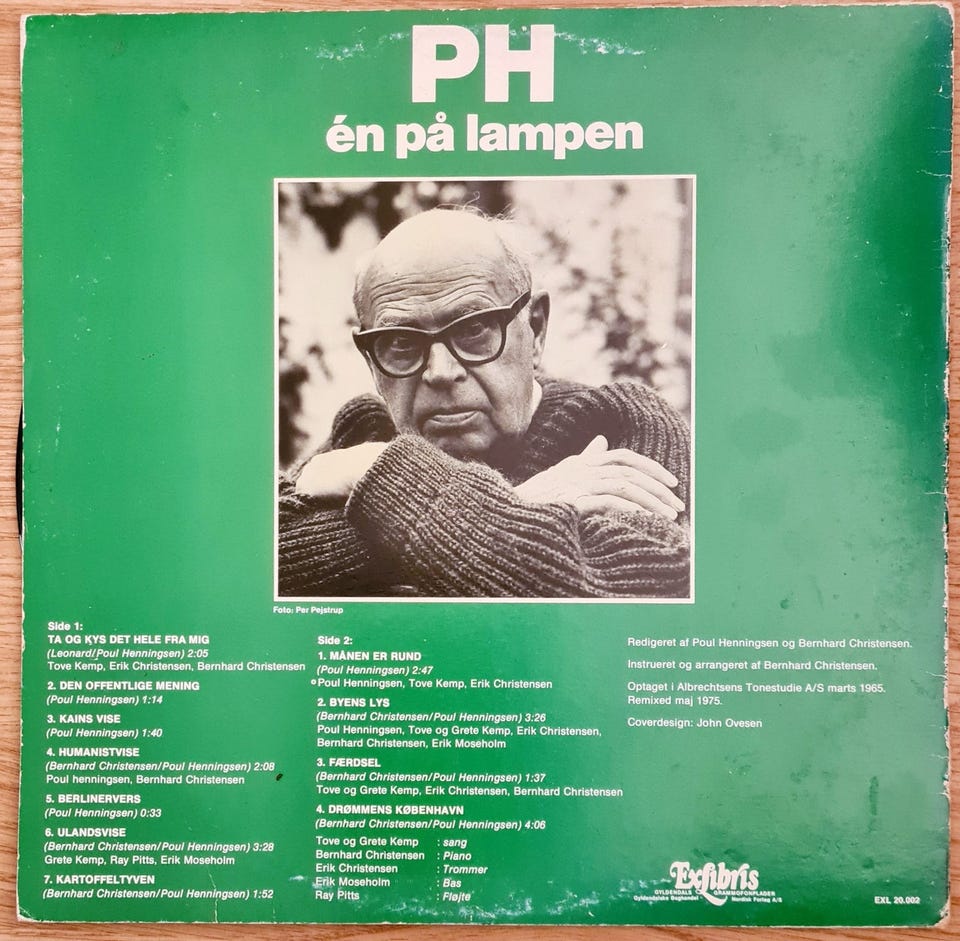 PH
én på lampen
Foto: Per Pejstrup
Side 1:
TA OG KYS DET HELE FRA MIG
(Leonard/Poul Henningsen) 2:05
Tove Kemp, Erik Christensen, Bernhard Christensen
2. DEN OFFENTLIGE MENING
(Poul Henningsen) 1:14
3. KAINS VISE
(Poul Henningsen) 1:40
4. HUMANISTVISE
(Bernhard Christensen/Poul Henningsen) 2:08
Poul henningsen, Bernhard Christensen
5. BERLINERVERS
(Poul Henningsen) 0:33
6. ULANDSVISE
(Bernhard Christensen/Poul Henningsen) 3:28
Grete Kemp, Ray Pitts, Erik Moseholm
7. KARTOFFELTYVEN
(Bernhard Christensen/Poul Henningsen) 1:52
Side 2:
1. MÅNEN ER RUND
(Poul Henningsen) 2:47
Poul Henningsen, Tove Kemp, Erik Christensen
2. BYENS LYS
(Bernhard Christensen/Poul Henningsen) 3:26
Poul Henningsen, Tove og Grete Kemp, Erik Christensen,
Bernhard Christensen, Erik Moseholm
3. FÆRDSEL
(Bernhard Christensen/Poul Henningsen) 1:37
Tove og Grete Kemp, Erik Christensen, Bernhard Christensen
4. DRØMMENS KØBENHAVN
(Bernhard Christensen/Poul Henningsen) 4:06
Tove og Grete Kemp : sang
Bernhard Christensen : Piano
Erik Christensen : Trommer
Erik Moseholm : Bas
Ray Pitts : Fløjte
Redigeret af Poul Henningsen og Bernhard Christensen.
Instrueret og arrangeret af Bernhard Christensen.
Optaget i Albrechtsens Tonestudie A/S marts 1965.
Remixed maj 1975.
Coverdesign: John Ovesen
Exlibris
GYLDENDALS GRAMMOFONPLADER
Gyldendalske Boghandel Nordisk Forlag A/S
EXL 20.002